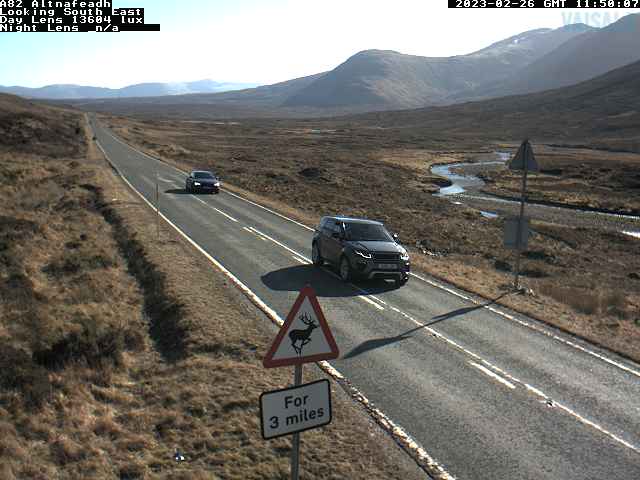 A82 Altnafeadh
Looking South East
Day Lens 13604 lux
Night Lens n/a
2023-02-26 GMT 11:50:07
VAISALA
For
3 miles